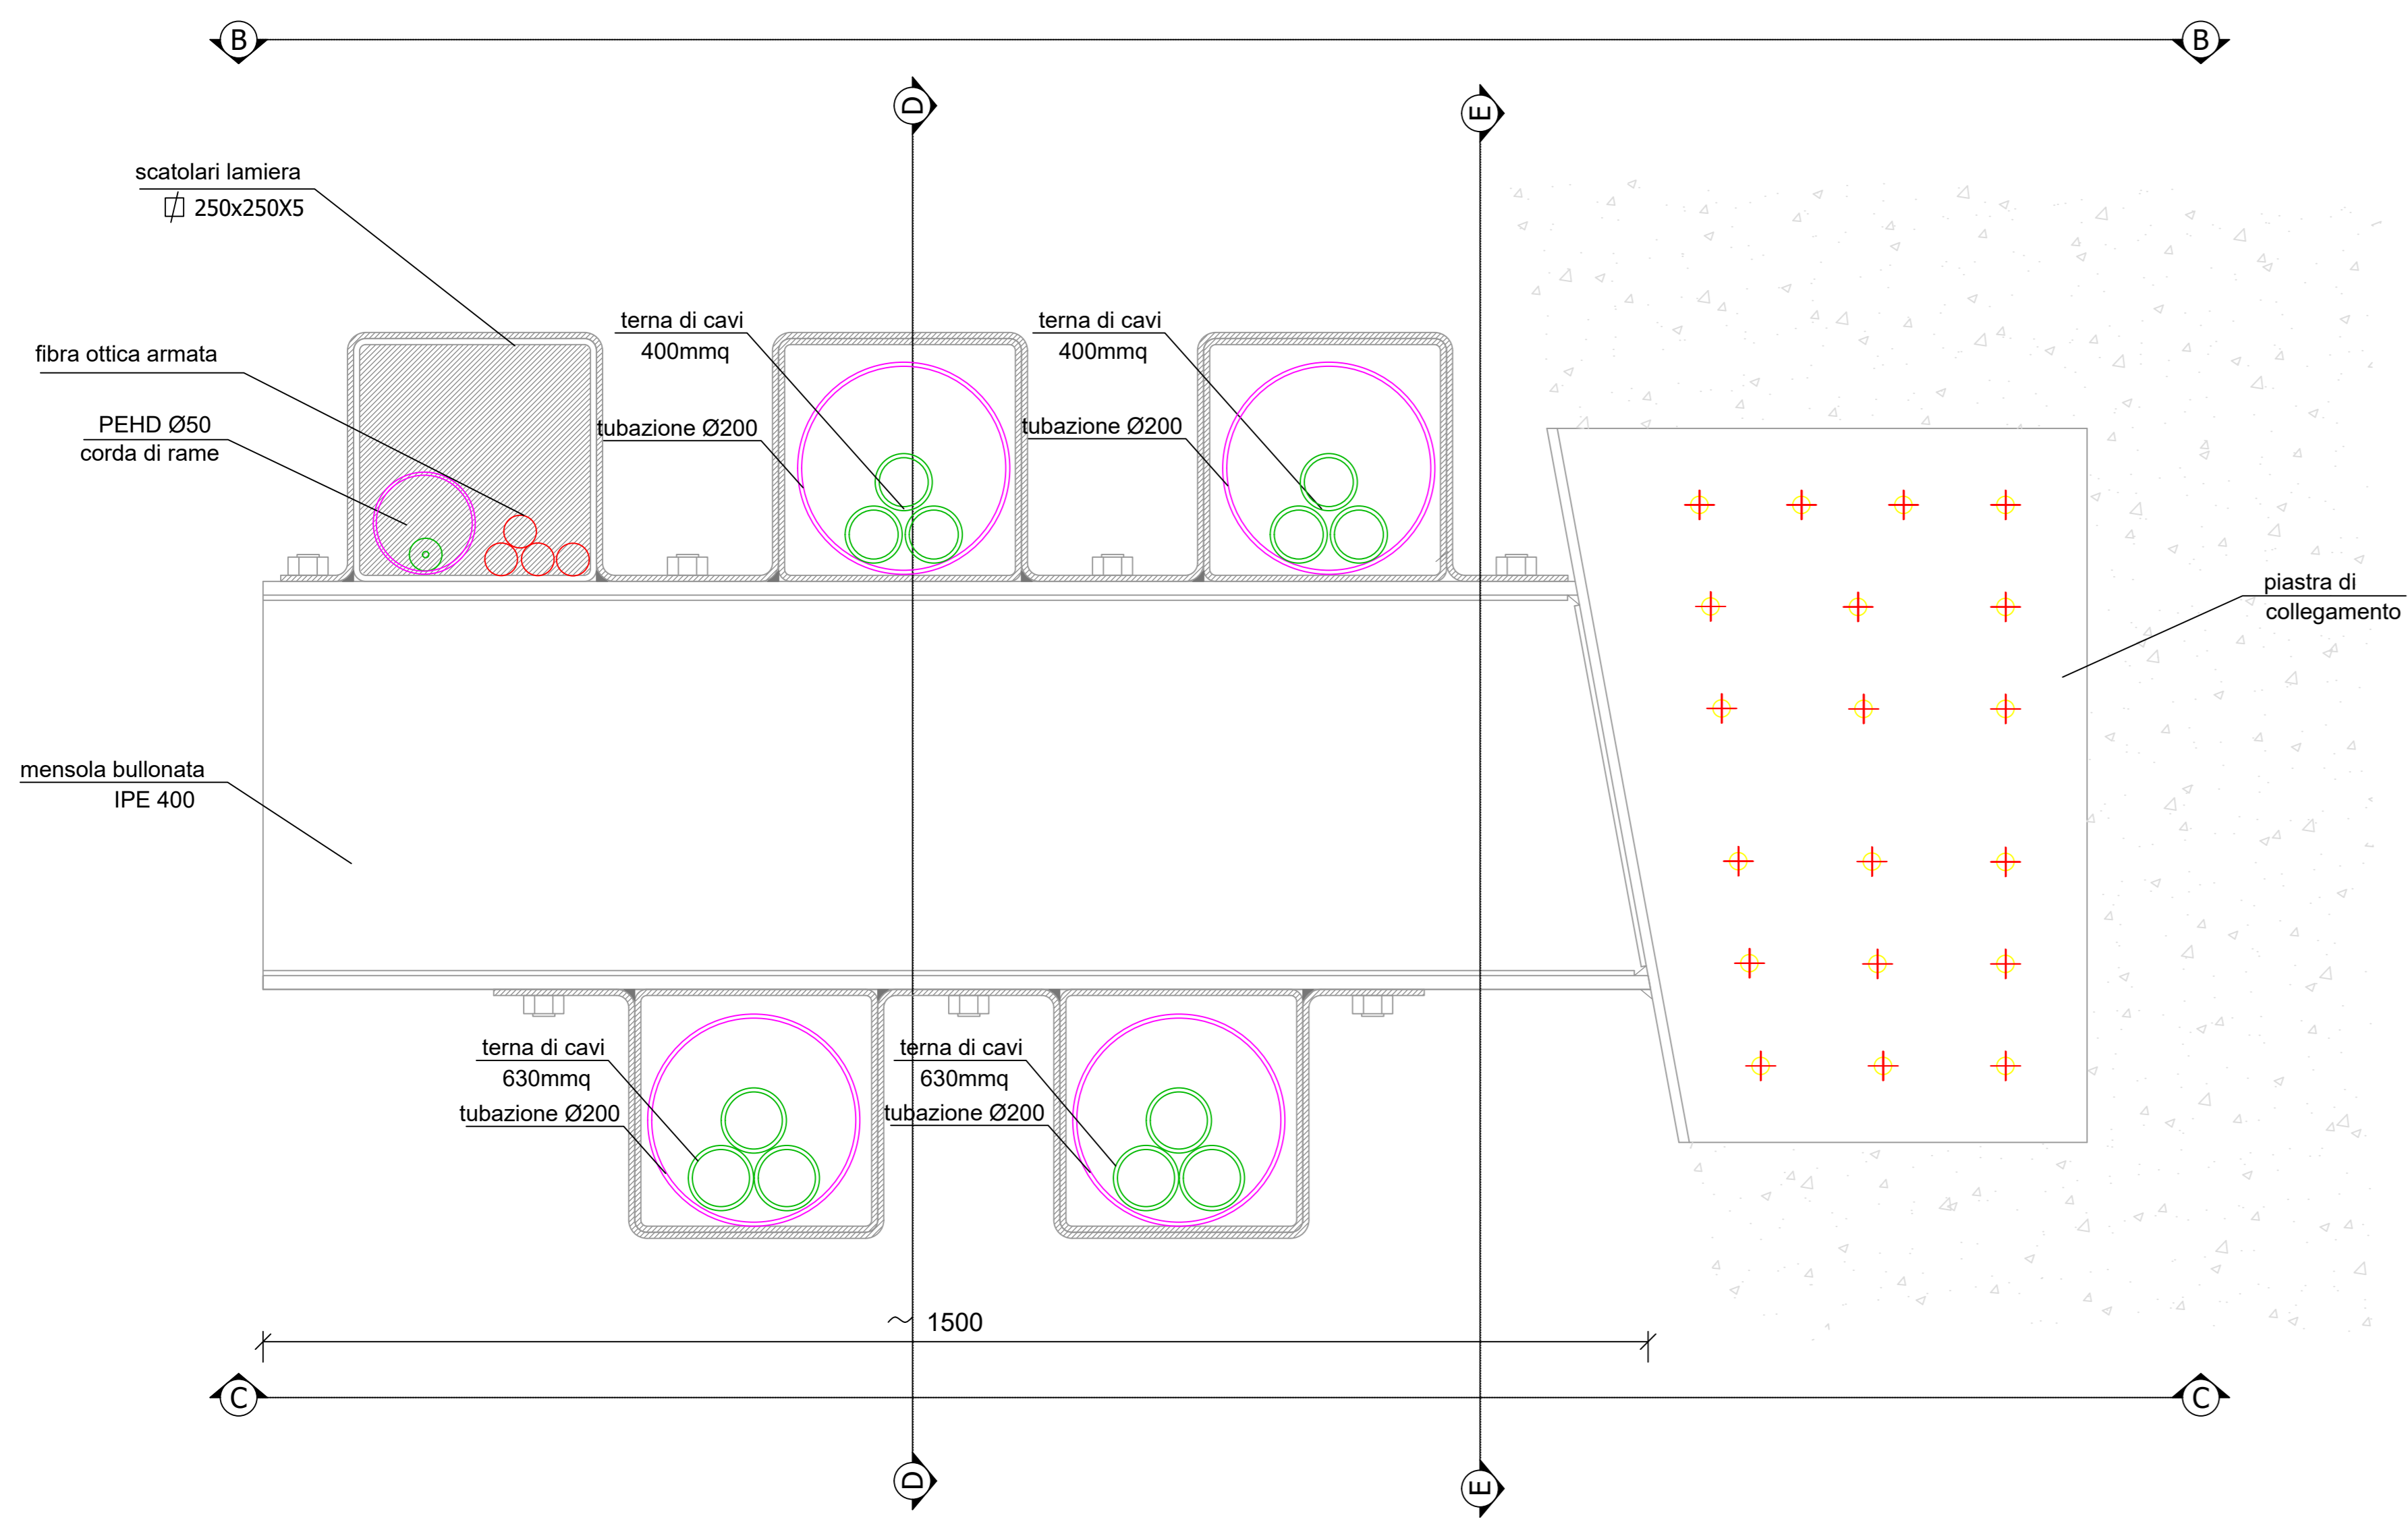 B
B
D
E
scatolari lamiera
250x250X5
terna di cavi
400mmq
terna di cavi
400mmq
fibra ottica armata
PEHD Ø50
corda di rame
tubazione Ø200
tubazione Ø200
piastra di
collegamento
mensola bullonata
IPE 400
terna di cavi
630mmq
tubazione Ø200
terna di cavi
630mmq
tubazione Ø200
~ 1500
C
C
D
E